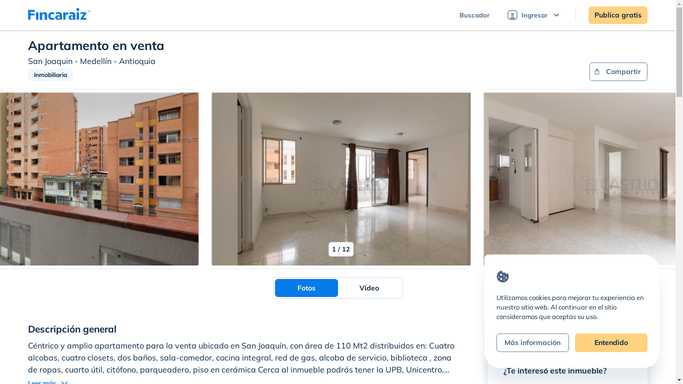 Fincaraiz
Buscador
Ingresar
Publica gratis
Apartamento en venta
San Joaquin - Medellín - Antioquia
Inmobiliaria
Compartir
1 / 12
Fotos
Video
Descripción general
Céntrico y amplio apartamento para la venta ubicado en San Joaquín, con área de 110 Mt2 distribuidos en: Cuatro
alcobas, cuatro closets, dos baños, sala-comedor, cocina integral, red de gas, alcoba de servicio, biblioteca , zona
de ropas, cuarto útil, citófono, parqueadero, piso en cerámica Cerca al inmueble podrás tener la UPB, Unicentro,...
Leer más
Utilizamos cookies para mejorar tu experiencia en
nuestro sitio web. Al continuar en el sitio
consideramos que aceptas su uso.
Más información
Entendido
¿Te interesó este inmueble?